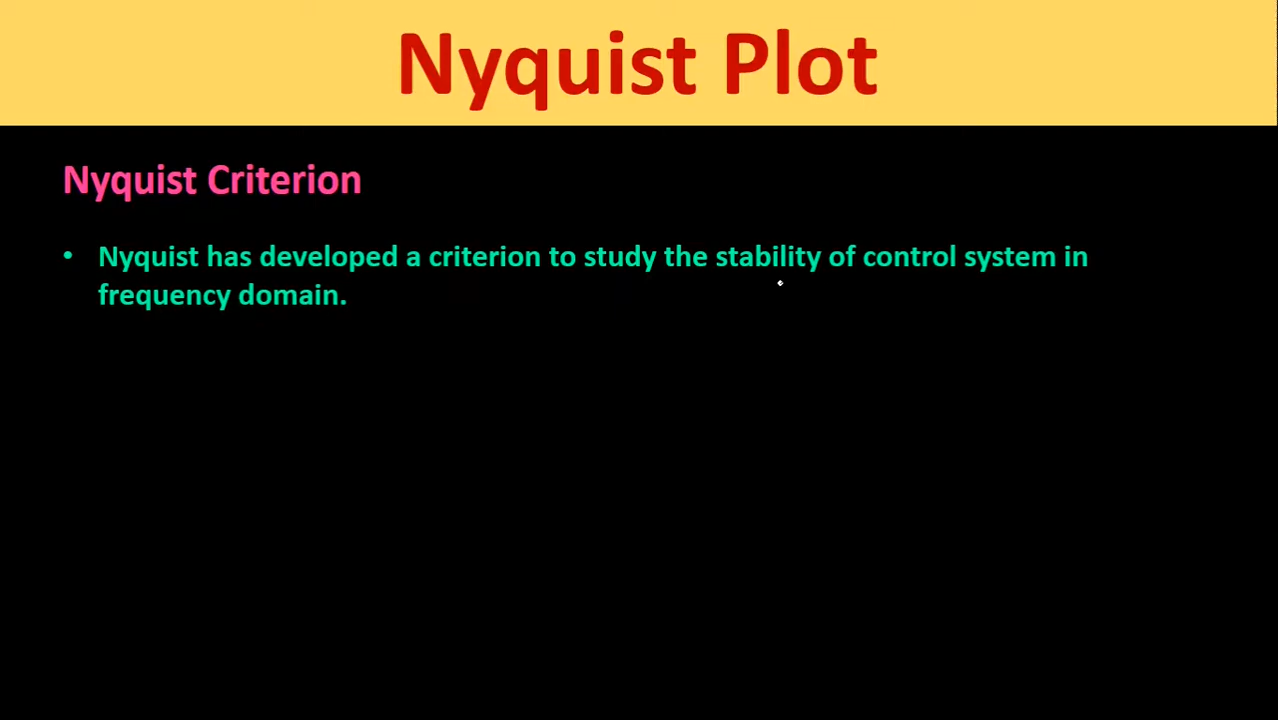 Nyquist Plot
Nyquist Criterion
• Nyquist has developed a criterion to study the stability of control system in
frequency domain.